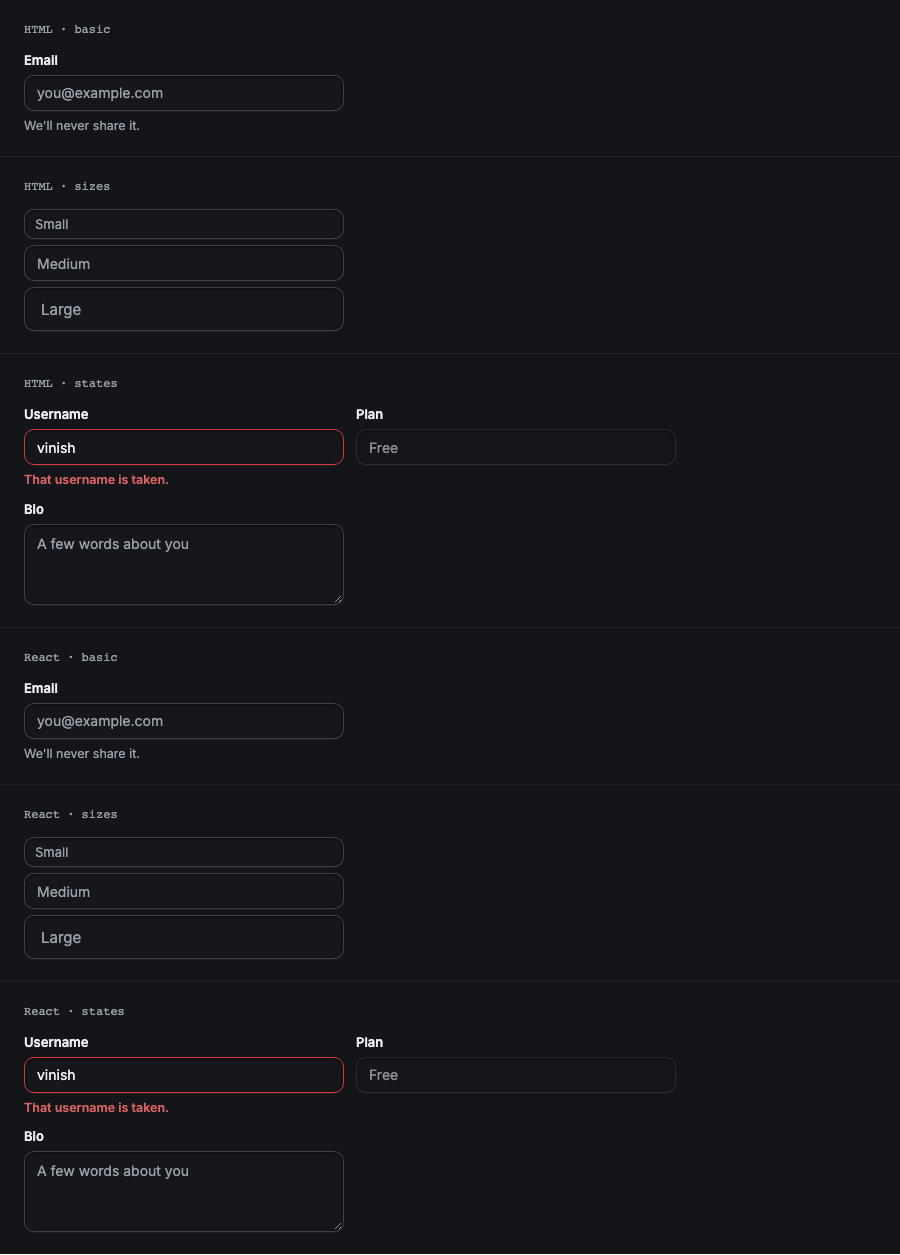 HTML · basic
Email
you@example.com
We'll never share it.
HTML · sizes
Small
Medium
Large
HTML · states
Username
Plan
vinish
Free
That username is taken.
Bio
A few words about you
React · basic
Email
you@example.com
We'll never share it.
React · sizes
Small
Medium
Large
React · states
Username
Plan
vinish
Free
That username is taken.
Bio
A few words about you